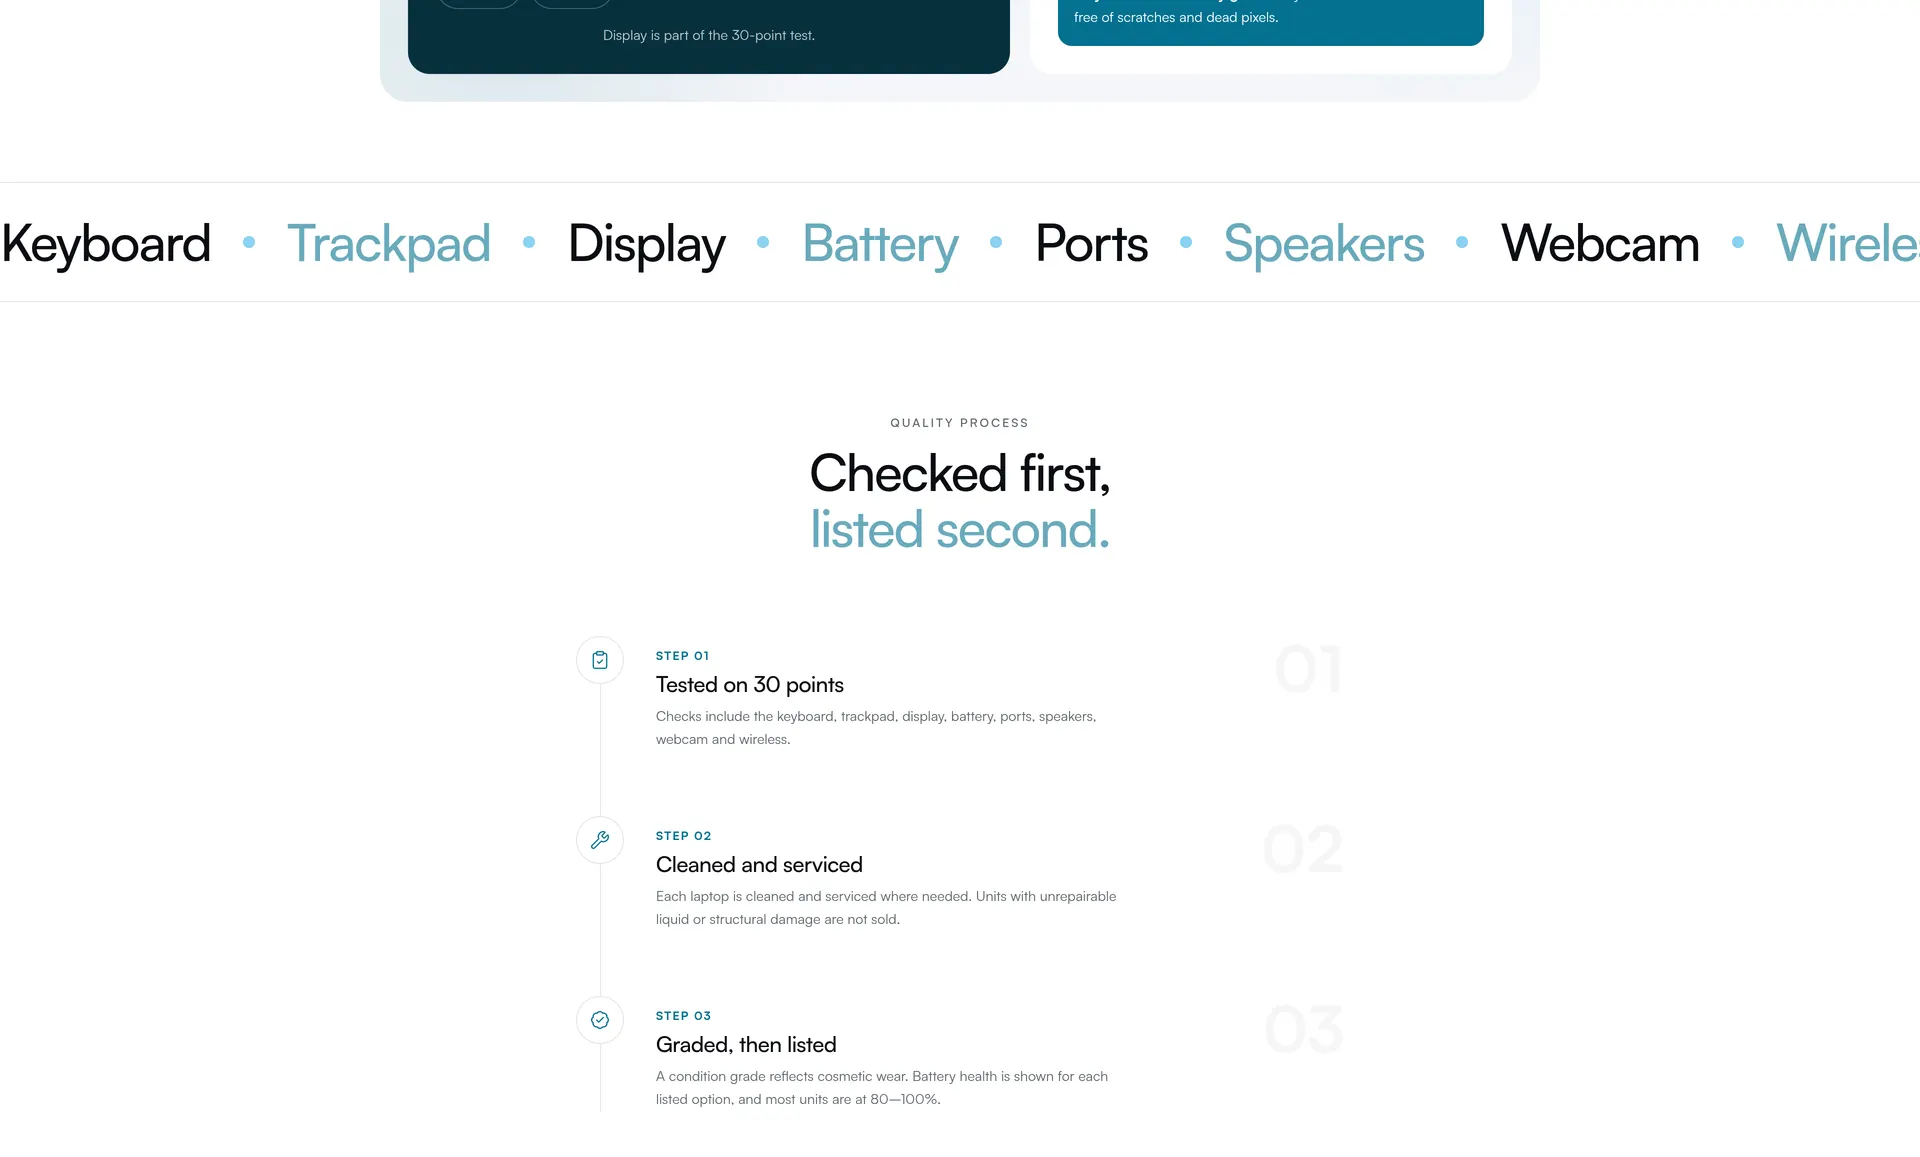 free of scratches and dead pixels.
Display is part of the 30-point test.
Keyboard • Trackpad • Display • Battery • Ports • Speakers • Webcam •
QUALITY PROCESS
Checked first,
listed second.
STEP 01
Tested on 30 points
Checks include the keyboard, trackpad, display, battery, ports, speakers,
webcam and wireless.
01
STEP 02
Cleaned and serviced
Each laptop is cleaned and serviced where needed. Units with unrepairable
liquid or structural damage are not sold.
02
STEP 03
Graded, then listed
A condition grade reflects cosmetic wear. Battery health is shown for each
listed option, and most units are at 80–100%.
03